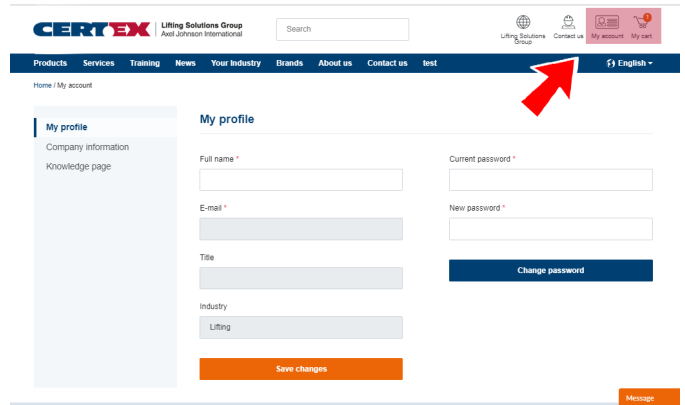 CERTEX
Lifting Solutions Group
Axel Johnson International
Search
Lifting Solutions Group
Contact us
My account
1
My cart
Products Services Training News Your Industry Brands About us Contact us test English
Home / My account
My profile
Company information
Knowledge page
My profile
Full name *
Current password *
E-mail *
New password *
Title
Change password
Industry
Lifting
Save changes
Message